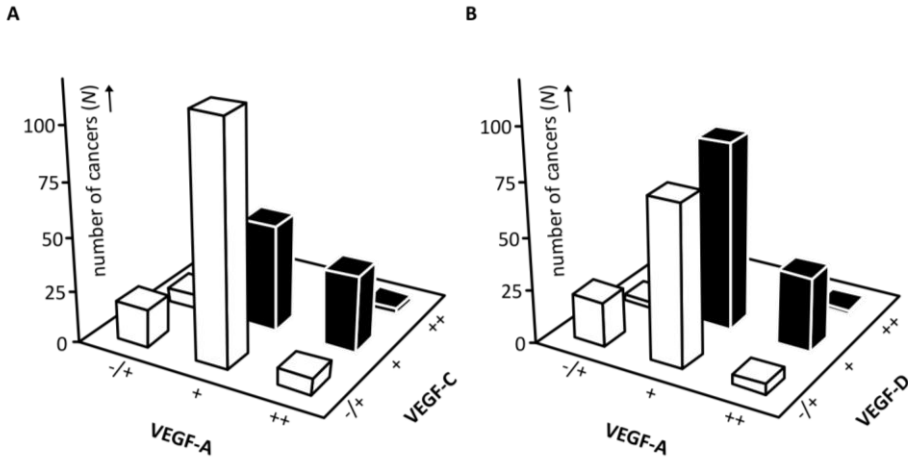 A
number of cancers (N)
100
75
50
25
0
-/+
+
++
VEGF-A
-/+
+
++
VEGF-C
B
number of cancers (N)
100
75
50
25
0
-/+
+
++
VEGF-A
-/+
+
++
VEGF-D